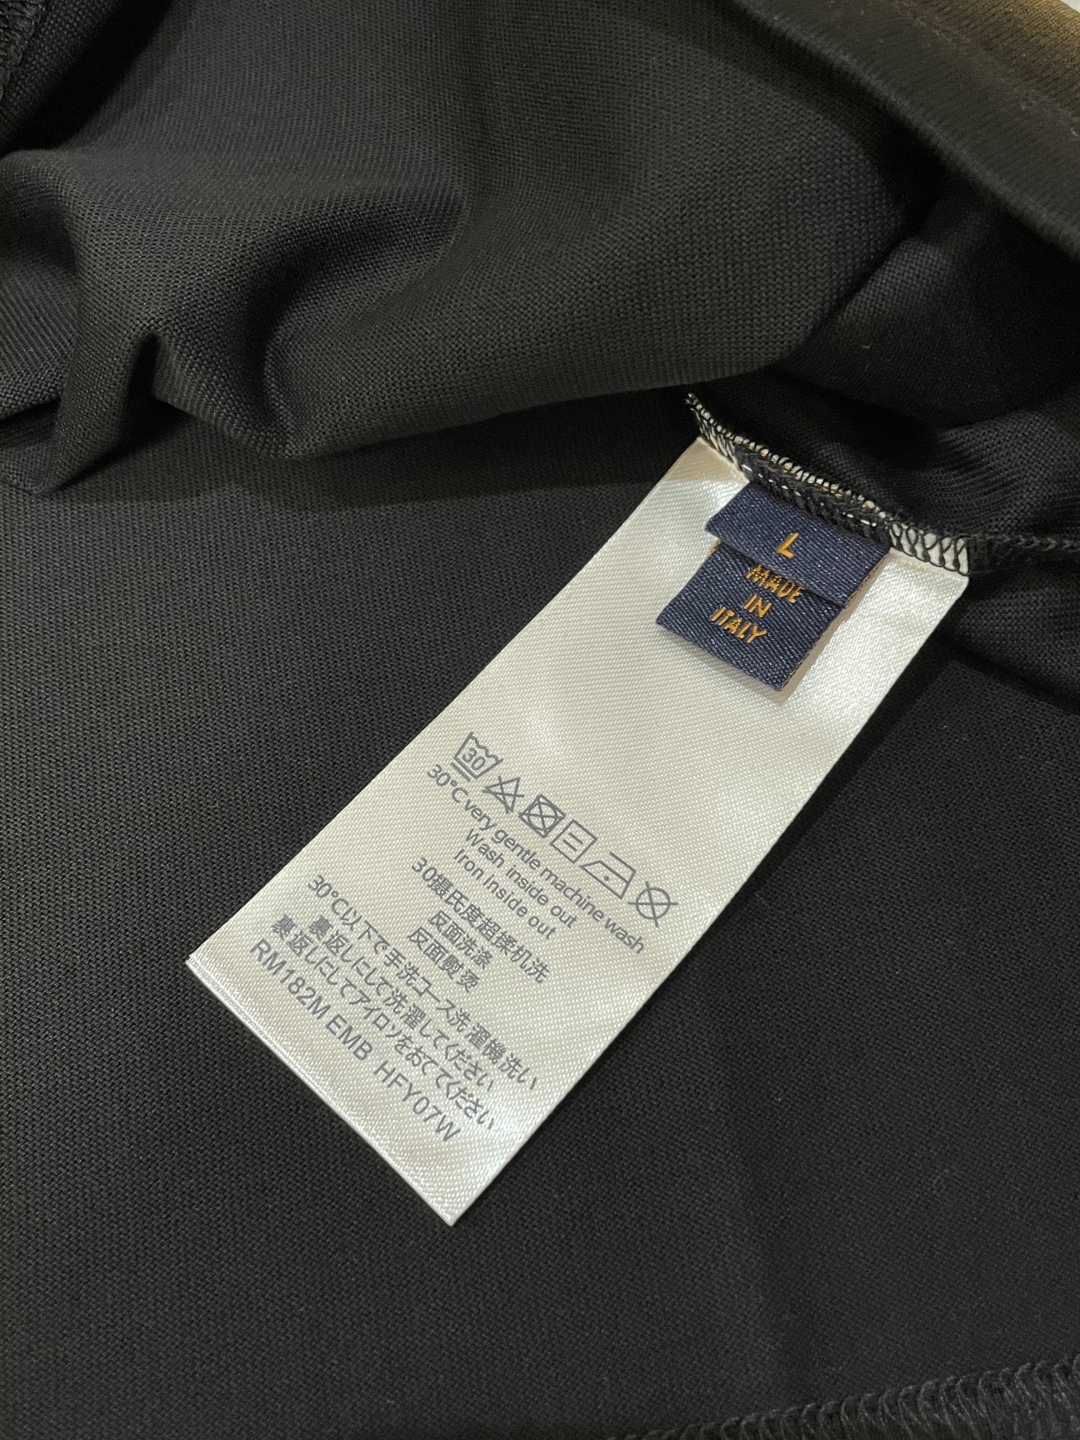 L
MADE
IN
ITALY
30
30°C very gentle machine wash
Wash inside out
Iron Inside out
30摄氏度超揉机洗
反面洗涤
反面熨烫
30℃以下で手洗コース洗濯機洗い
裏返しにして洗濯してください
裏返しにしてアイロンをおててください
RM182M EMB HFY07W